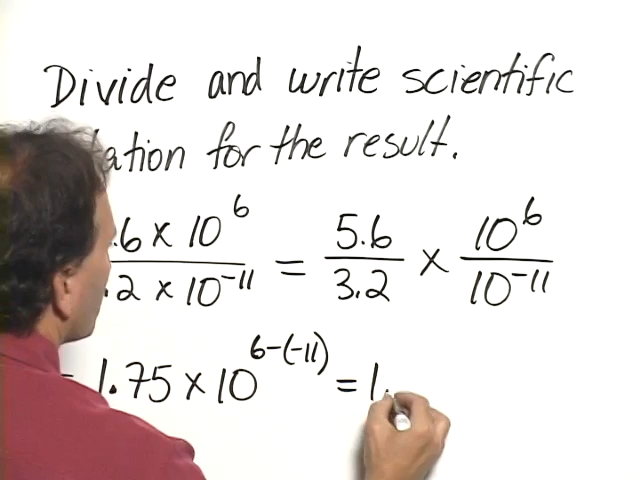 Divide and write scientific
ation for the result.
.6 x 10^6 / .2 x 10^-11 = 5.6 / 3.2 x 10^6 / 10^-11
= 1.75 x 10^6-(-11) = 1.